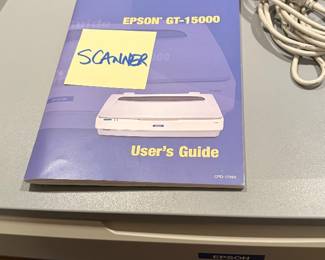 EPSON® GT-15000
SCANNER
User's Guide
EPSON